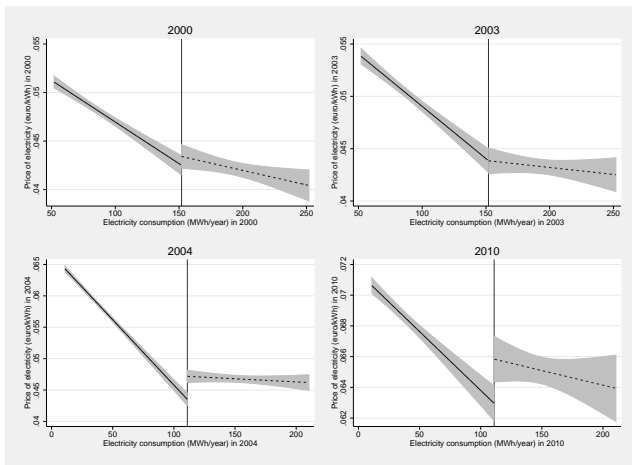 2000
Price of electricity (euro/kWh) in 2000
.055
.05
.045
.04
50 100 150 200 250
Electricity consumption (MWh/year) in 2000
2003
Price of electricity (euro/kWh) in 2003
.055
.05
.045
.04
50 100 150 200 250
Electricity consumption (MWh/year) in 2003
2004
Price of electricity (euro/kWh) in 2004
.065
.06
.055
.05
.045
.04
0 50 100 150 200
Electricity consumption (MWh/year) in 2004
2010
Price of electricity (euro/kWh) in 2010
.072
.07
.068
.066
.064
.062
0 50 100 150 200
Electricity consumption (MWh/year) in 2010